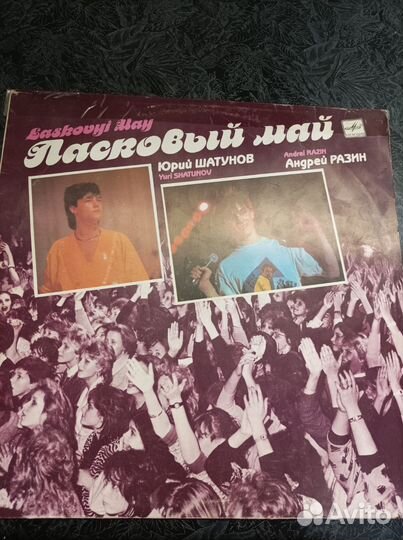 Laskovyi May
Ласковый май
Юрий ШАТУНОВ
Yuri SHATUNOV
Andrei RAZIN
Андрей РАЗИН
Avito